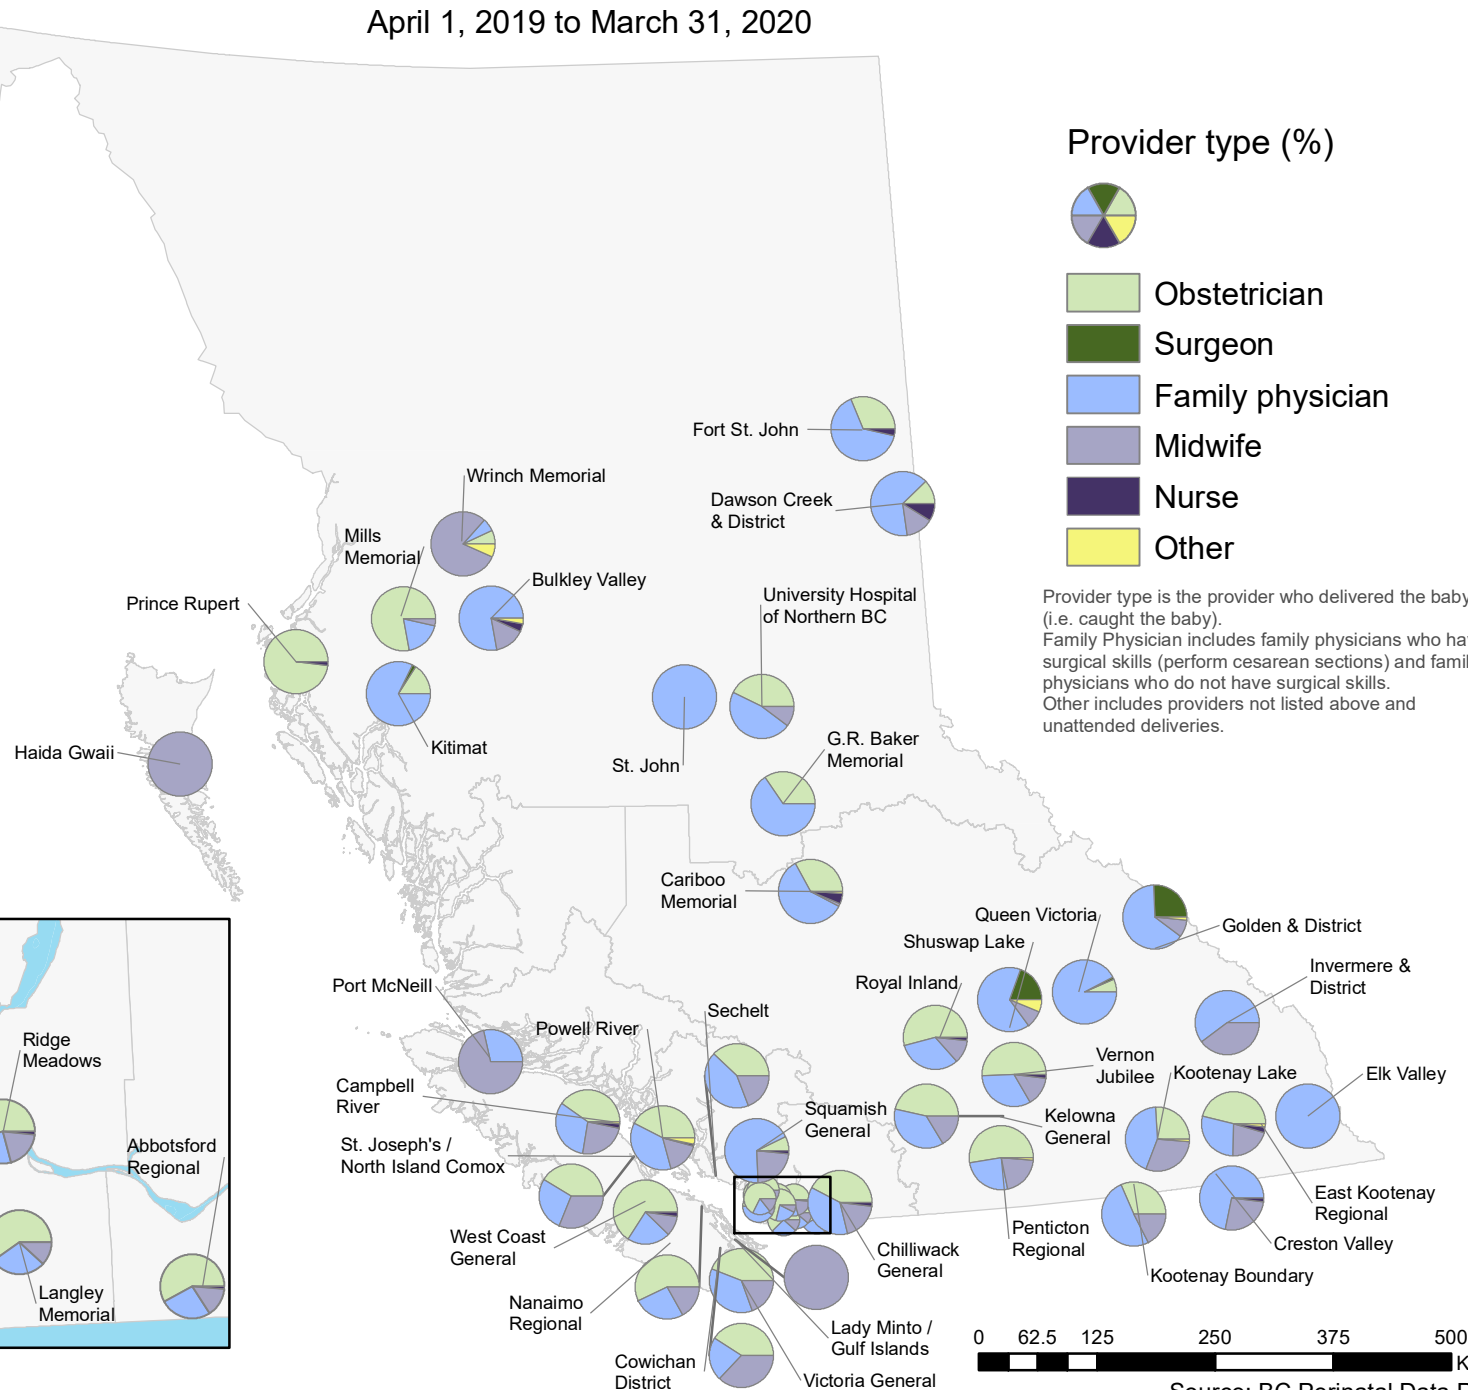 April 1, 2019 to March 31, 2020
Provider type (%)
Obstetrician
Surgeon
Family physician
Midwife
Nurse
Other
Provider type is the provider who delivered the baby
(i.e. caught the baby).
Family Physician includes family physicians who ha
surgical skills (perform cesarean sections) and famil
physicians who do not have surgical skills.
Other includes providers not listed above and
unattended deliveries.
Fort St. John
Dawson Creek
& District
Wrinch Memorial
Mills
Memorial
Bulkley Valley
Prince Rupert
University Hospital
of Northern BC
Kitimat
Haida Gwaii
St. John
G.R. Baker
Memorial
Cariboo
Memorial
Queen Victoria
Golden & District
Shuswap Lake
Royal Inland
Invermere &
District
Port McNeill
Powell River
Sechelt
Ridge
Meadows
Vernon
Jubilee
Kootenay Lake
Elk Valley
Campbell
River
Squamish
General
Kelowna
General
St. Joseph's /
North Island Comox
Abbotsford
Regional
East Kootenay
Regional
West Coast
General
Chilliwack
General
Penticton
Regional
Creston Valley
Kootenay Boundary
Langley
Memorial
Nanaimo
Regional
Lady Minto /
Gulf Islands
Cowichan
District
Victoria General
0 62.5 125 250 375 500
K
Source: BC Perinatal Data